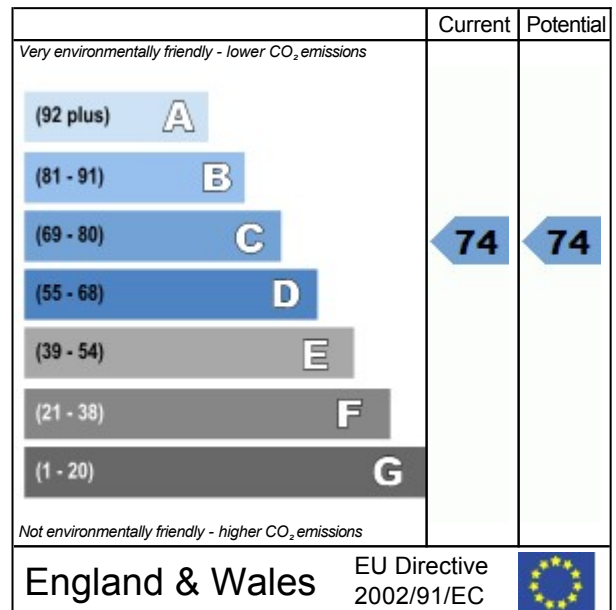 Current Potential
Very environmentally friendly - lower CO₂ emissions
(92 plus) A
(81 - 91) B
(69 - 80) C
74 74
(55 - 68) D
(39 - 54) E
(21 - 38) F
(1 - 20) G
Not environmentally friendly - higher CO₂ emissions
England & Wales
EU Directive
2002/91/EC